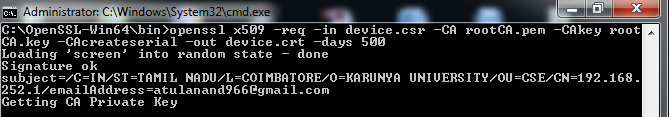 Administrator: C:\Windows\System32\cmd.exe
C:\OpenSSL-Win64\bin>openssl x509 -req -in device.csr -CA rootCA.pem -CAkey root
CA.key -CAcreateserial -out device.crt -days 500
Loading 'screen' into random state - done
Signature ok
subject=/C=IN/ST=TAMIL NADU/L=COIMBATORE/O=KARUNYA UNIVERSITY/OU=CSE/CN=192.168.
252.1/emailAddress=atulanand966@gmail.com
Getting CA Private Key